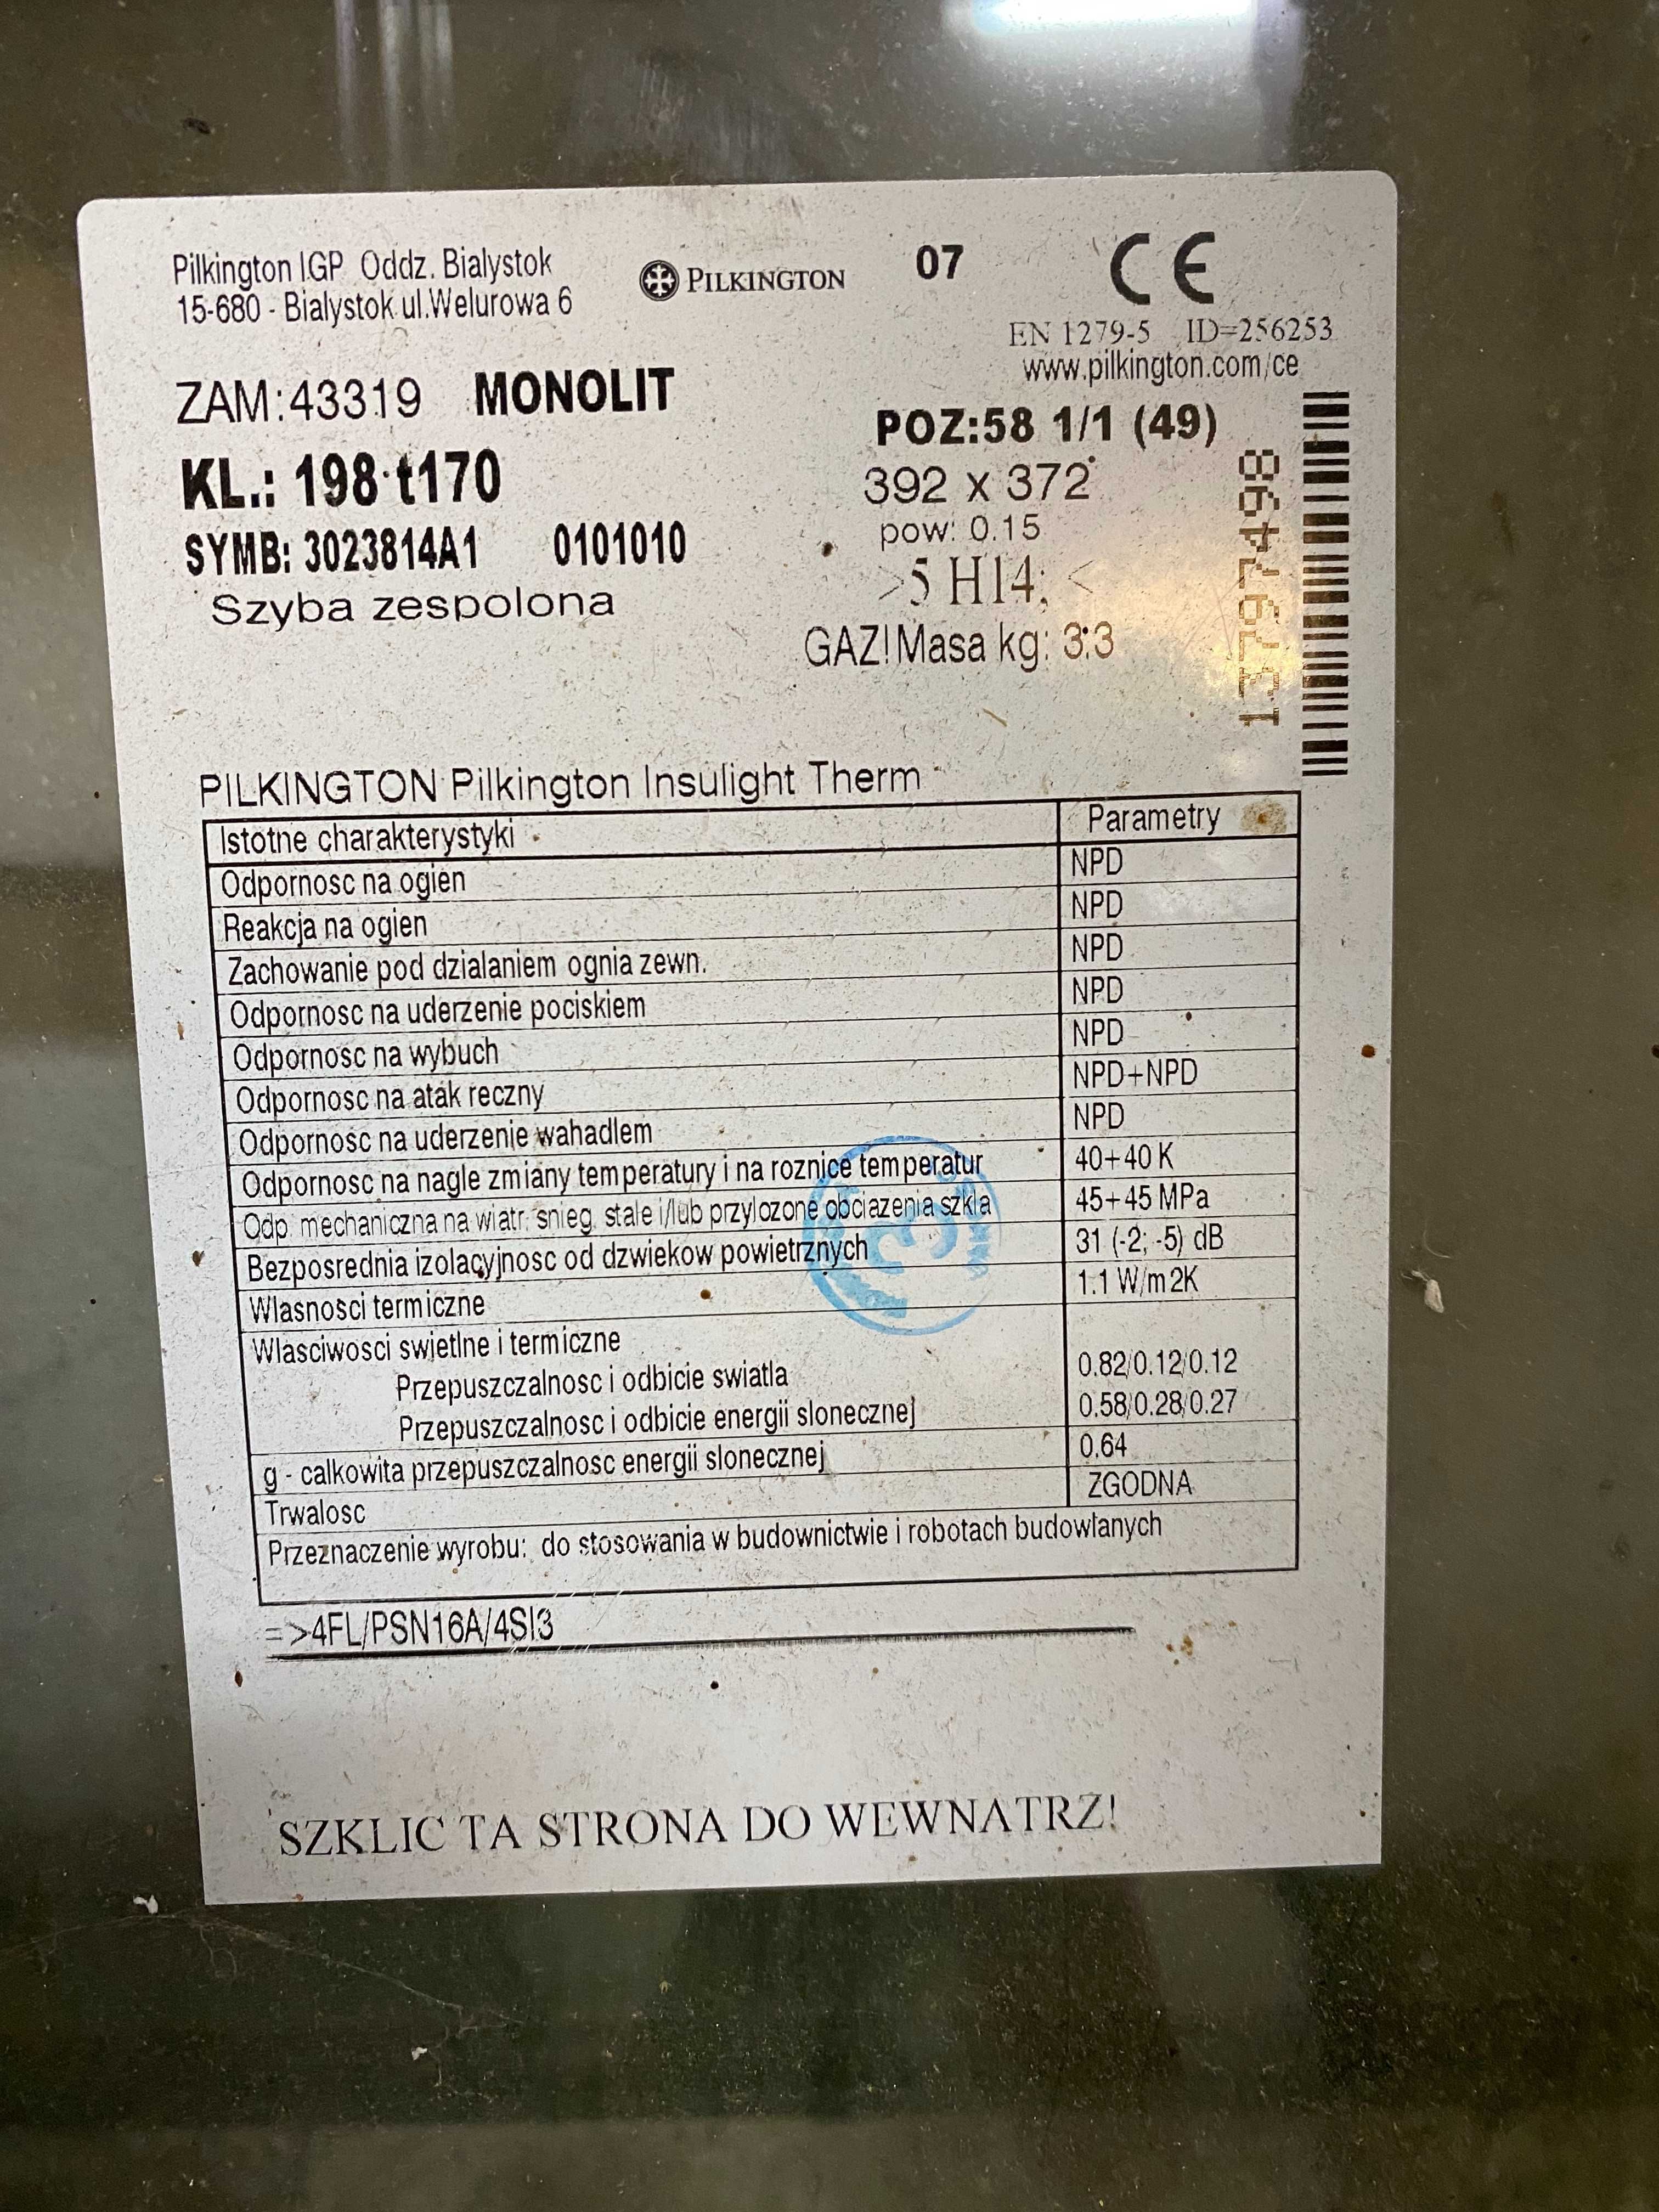 Pilkington IGP Oddz. Bialystok
15-680 - Bialystok ul.Welurowa 6
PILKINGTON
07
CE
EN 1279-5 ID=256253
www.pilkington.com/ce
ZAM:43319 MONOLIT
KL.: 198 t170
SYMB: 3023814A1 0101010
Szyba zespolona
POZ:58 1/1 (49)
392 x 372
pow: 0.15
>5 H14; <
GAZ! Masa kg: 3.3
137974498
PILKINGTON Pilkington Insulight Therm
Istotne charakterystyki Parametry
Odpornosc na ogien NPD
Reakcja na ogien NPD
Zachowanie pod dzialaniem ognia zewn. NPD
Odpornosc na uderzenie pociskiem NPD
Odpornosc na wybuch NPD
Odpornosc na atak reczny NPD+NPD
Odpornosc na uderzenie wahadlem NPD
Odpornosc na nagle zmiany temperatury i na roznice temperatur 40+40 K
Odp. mechaniczna na wiatr, snieg, stale i/lub przylozone obciazenia szkla 45+45 MPa
Bezposrednia izolacyjnosc od dzwiekow powietrznych 31 (-2; -5) dB
Wlasnosci termiczne 1.1 W/m2K
Wlasciwosci swietlne i termiczne
Przepuszczalnosc i odbicie swiatla 0.82/0.12/0.12
Przepuszczalnosc i odbicie energii slonecznej 0.58/0.28/0.27
g - calkowita przepuszczalnosc energii slonecznej 0.64
Trwalosc ZGODNA
Przeznaczenie wyrobu: do stosowania w budownictwie i robotach budowlanych
=>4FL/PSN16A/4SI3
SZKLIC TA STRONA DO WEWNATRZ!